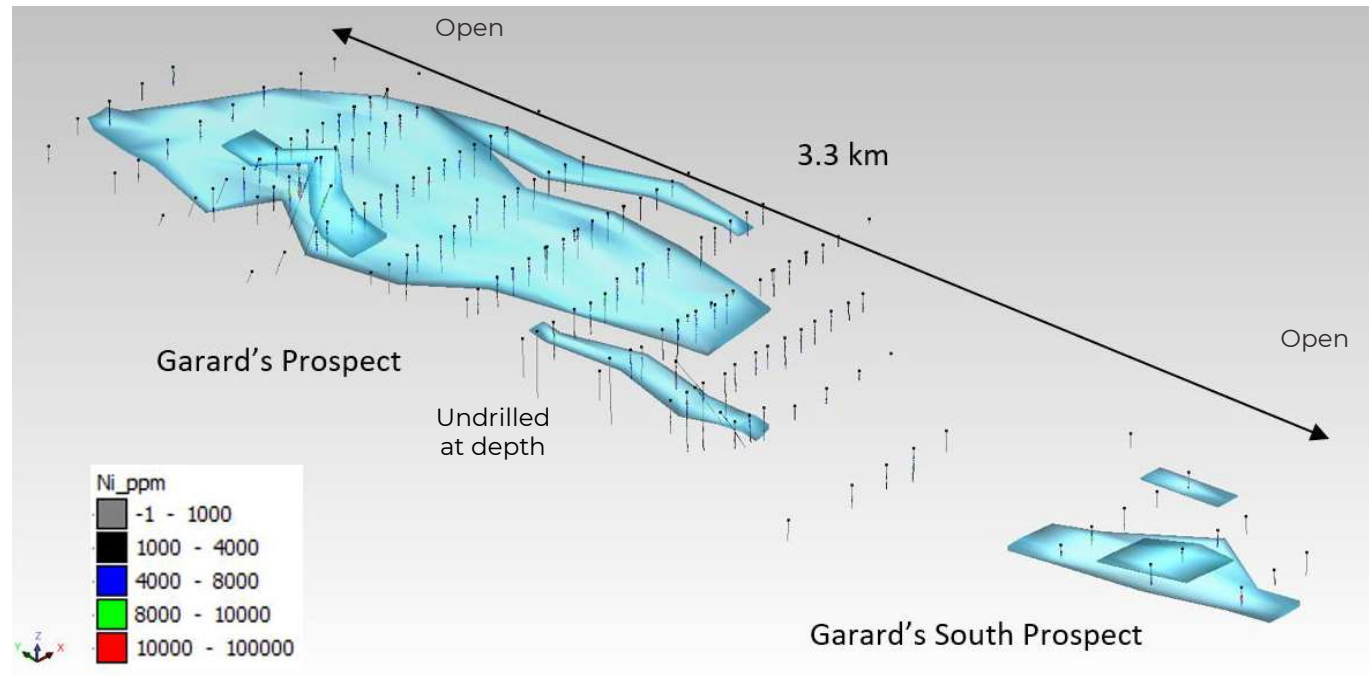 Open
3.3 km
Open
Garard's Prospect
Undrilled
at depth
Ni_ppm
-1 - 1000
1000 - 4000
4000 - 8000
8000 - 10000
10000 - 100000
Garard's South Prospect
Y
Z
X